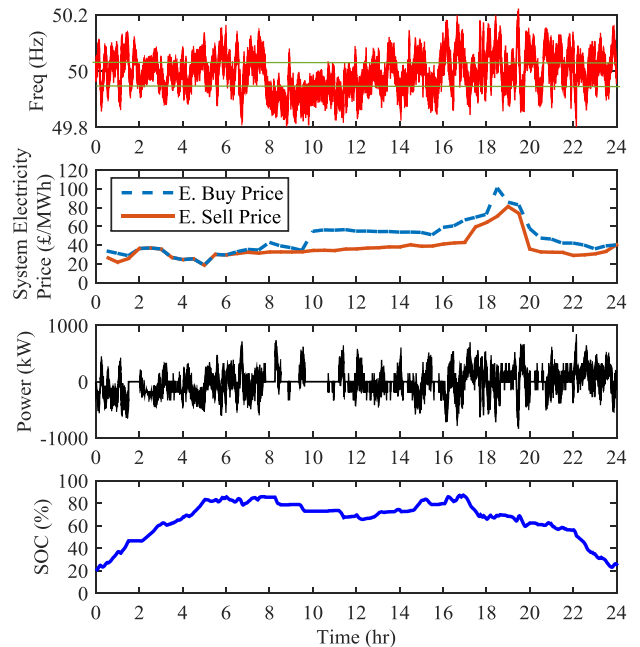 Freq (Hz)
50.2
50
49.8
0 2 4 6 8 10 12 14 16 18 20 22 24
System Electricity
Price (£/MWh)
120
100
80
60
40
20
0
E. Buy Price
E. Sell Price
0 2 4 6 8 10 12 14 16 18 20 22 24
Power (kW)
1000
0
-1000
0 2 4 6 8 10 12 14 16 18 20 22 24
SOC (%)
100
80
60
40
20
0
0 2 4 6 8 10 12 14 16 18 20 22 24
Time (hr)